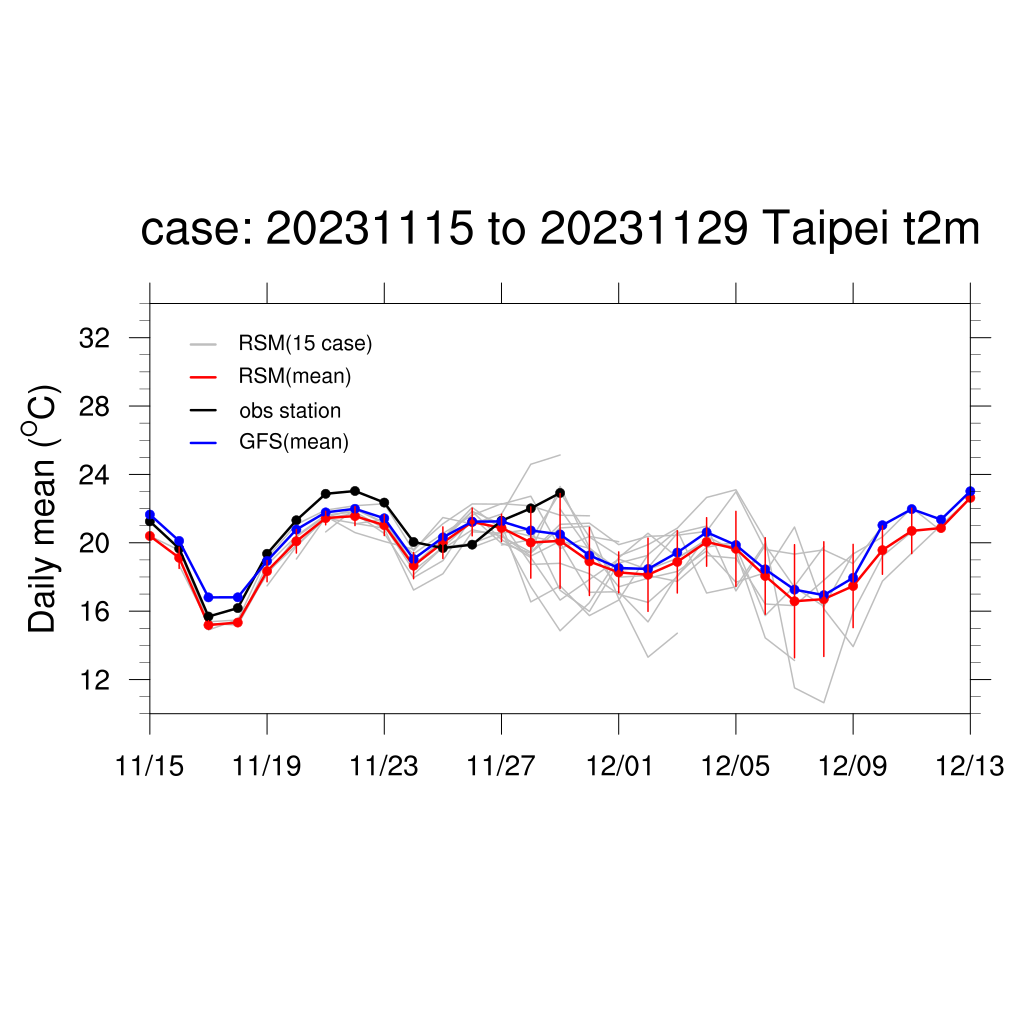 case: 20231115 to 20231129 Taipei t2m
Daily mean (°C)
32
28
24
20
16
12
RSM(15 case)
RSM(mean)
obs station
GFS(mean)
11/15 11/19 11/23 11/27 12/01 12/05 12/09 12/13